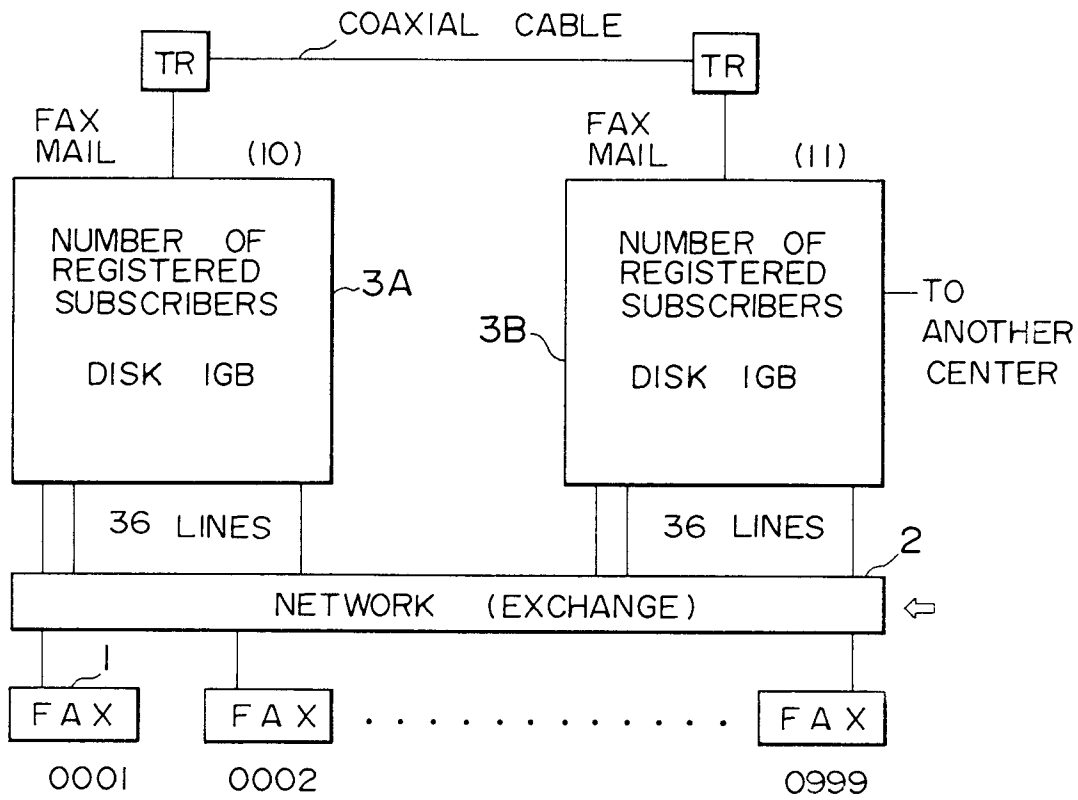 COAXIAL CABLE
TR
TR
FAX
MAIL
(10)
FAX
MAIL
(11)
NUMBER OF
REGISTERED
SUBSCRIBERS
DISK 1GB
3A
NUMBER OF
REGISTERED
SUBSCRIBERS
DISK 1GB
3B
TO
ANOTHER
CENTER
36 LINES
36 LINES
2
NETWORK (EXCHANGE)
1
FAX
FAX
. . . . . . . . . . . . .
FAX
0001
0002
0999